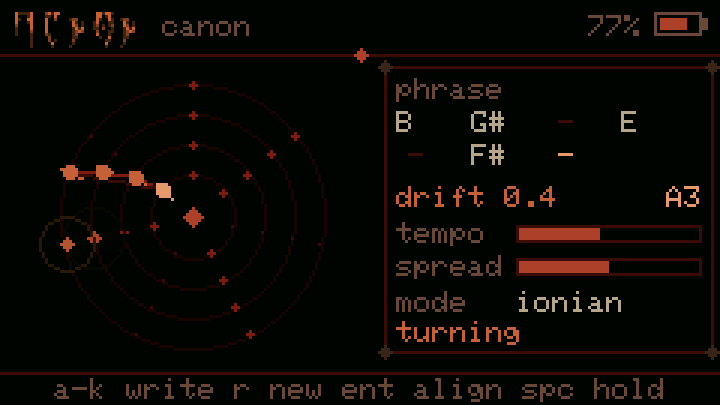 canon 77%
phrase
B G# - E
- F# -
drift 0.4 A3
tempo
spread
mode ionian
turning
a-k write r new ent align spc hold